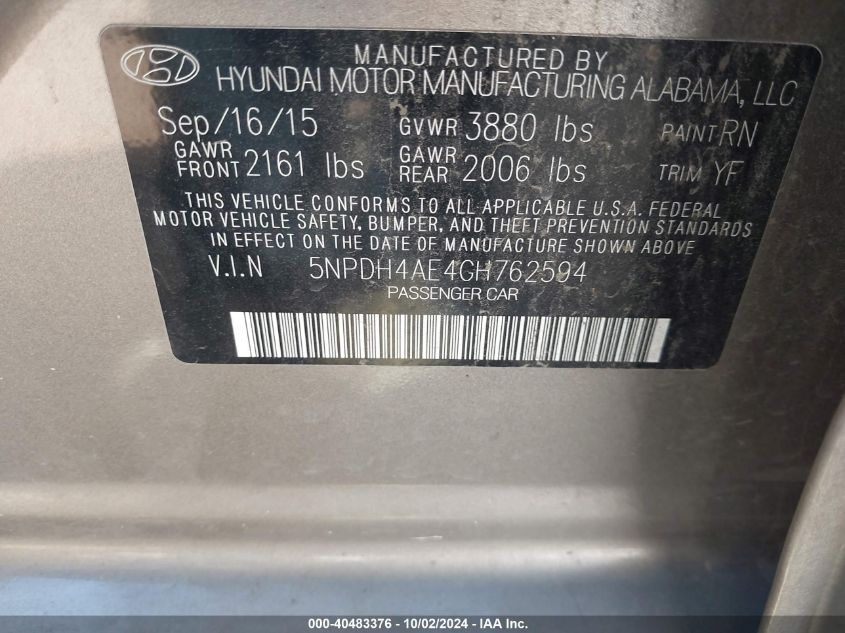 MANUFACTURED BY
HYUNDAI MOTOR MANUFACTURING ALABAMA, LLC
Sep/16/15 GVWR 3880 lbs PAINT RN
GAWR FRONT 2161 lbs GAWR REAR 2006 lbs TRIM YF
THIS VEHICLE CONFORMS TO ALL APPLICABLE U.S.A. FEDERAL
MOTOR VEHICLE SAFETY, BUMPER, AND THEFT PREVENTION STANDARDS
IN EFFECT ON THE DATE OF MANUFACTURE SHOWN ABOVE
V.I.N 5NPDH4AE4GH762594
PASSENGER CAR
000-40483376 - 10/02/2024 - IAA Inc.